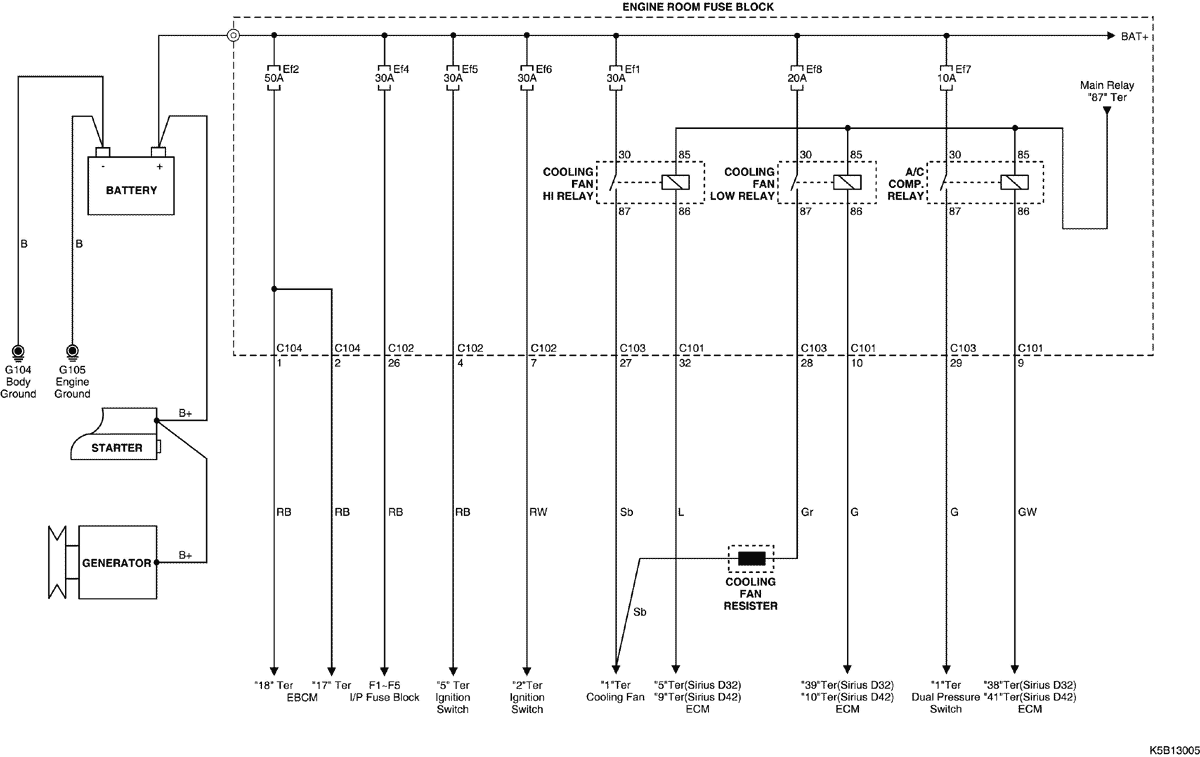 ENGINE ROOM FUSE BLOCK
BAT+
Ef2
50A
Ef4
30A
Ef5
30A
Ef6
30A
Ef1
30A
Ef8
20A
Ef7
10A
Main Relay
"87" Ter
- +
BATTERY
30 85
COOLING
FAN
HI RELAY
87 86
30 85
COOLING
FAN
LOW RELAY
87 86
30 85
A/C
COMP.
RELAY
87 86
B
B
G104
Body
Ground
G105
Engine
Ground
C104
1
C104
2
C102
26
C102
4
C102
7
C103
27
C101
32
C103
28
C101
10
C103
29
C101
9
B+
STARTER
B+
GENERATOR
RB
RB
RB
RB
RW
Sb
L
Gr
G
G
GW
COOLING
FAN
RESISTER
Sb
"18" Ter "17" Ter
EBCM
F1~F5
I/P Fuse Block
"5" Ter
Ignition
Switch
"2"Ter
Ignition
Switch
"1"Ter
Cooling Fan
"5"Ter(Sirius D32)
"9"Ter(Sirius D42)
ECM
"39"Ter(Sirius D32)
"10"Ter(Sirius D42)
ECM
"1"Ter
Dual Pressure
Switch
"38"Ter(Sirius D32)
"41"Ter(Sirius D42)
ECM
K5B13005